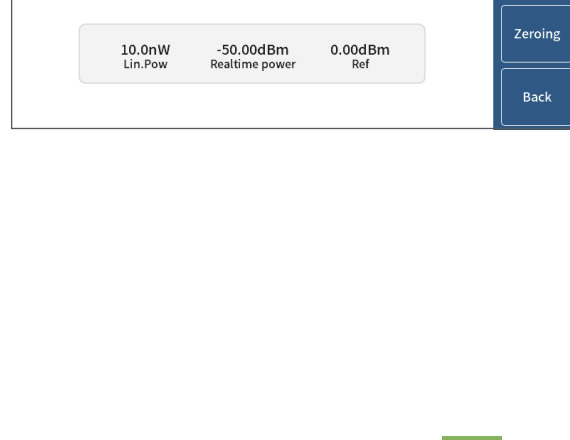 10.0nW -50.00dBm 0.00dBm
Lin.Pow Realtime power Ref
Zeroing
Back